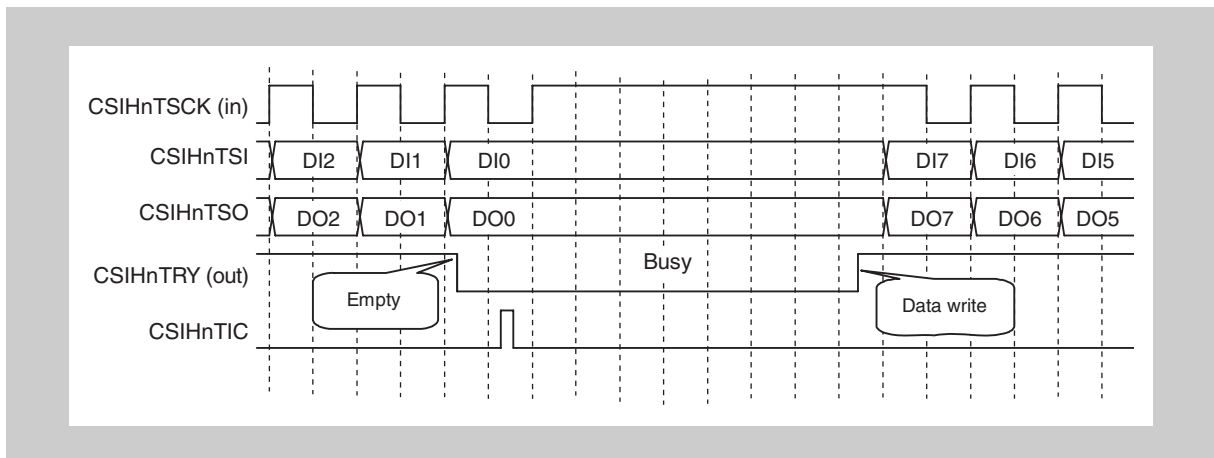 CSIHnTSCK (in)
CSIHnTSI DI2 DI1 DI0 DI7 DI6 DI5
CSIHnTSO DO2 DO1 DO0 DO7 DO6 DO5
CSIHnTRY (out) Busy
Empty Data write
CSIHnTIC